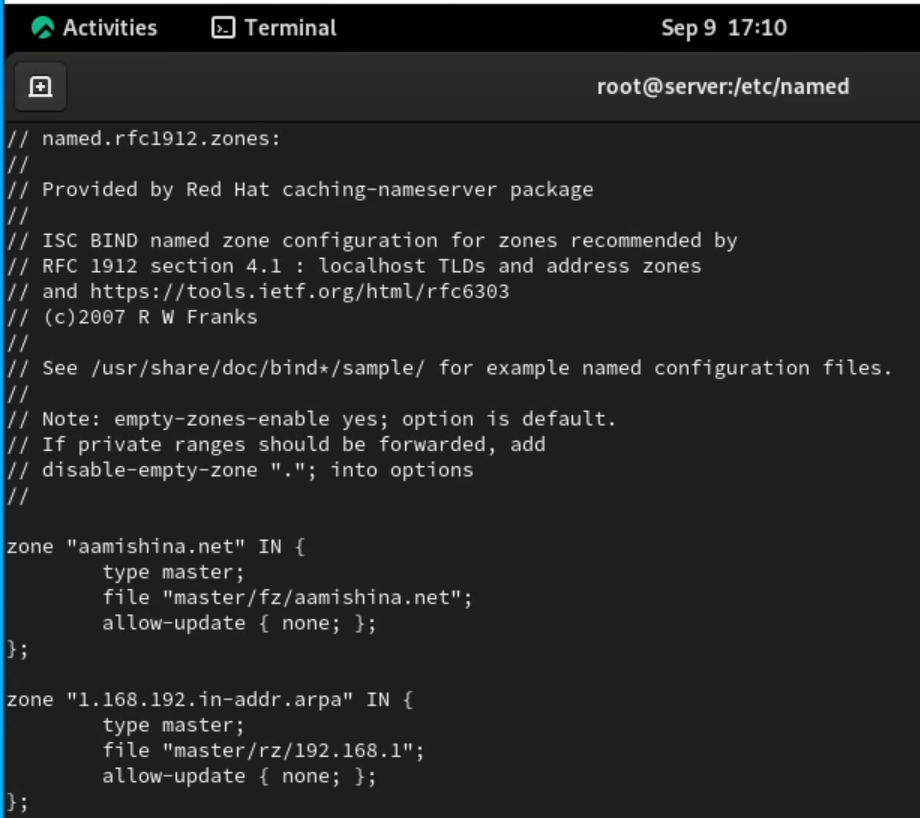 Activities Terminal Sep 9 17:10
root@server:/etc/named
// named.rfc1912.zones:
//
// Provided by Red Hat caching-nameserver package
//
// ISC BIND named zone configuration for zones recommended by
// RFC 1912 section 4.1 : localhost TLDs and address zones
// and https://tools.ietf.org/html/rfc6303
// (c)2007 R W Franks
//
// See /usr/share/doc/bind*/sample/ for example named configuration files.
//
// Note: empty-zones-enable yes; option is default.
// If private ranges should be forwarded, add
// disable-empty-zone "."; into options
//
zone "aamishina.net" IN {
        type master;
        file "master/fz/aamishina.net";
        allow-update { none; };
};
zone "1.168.192.in-addr.arpa" IN {
        type master;
        file "master/rz/192.168.1";
        allow-update { none; };
};